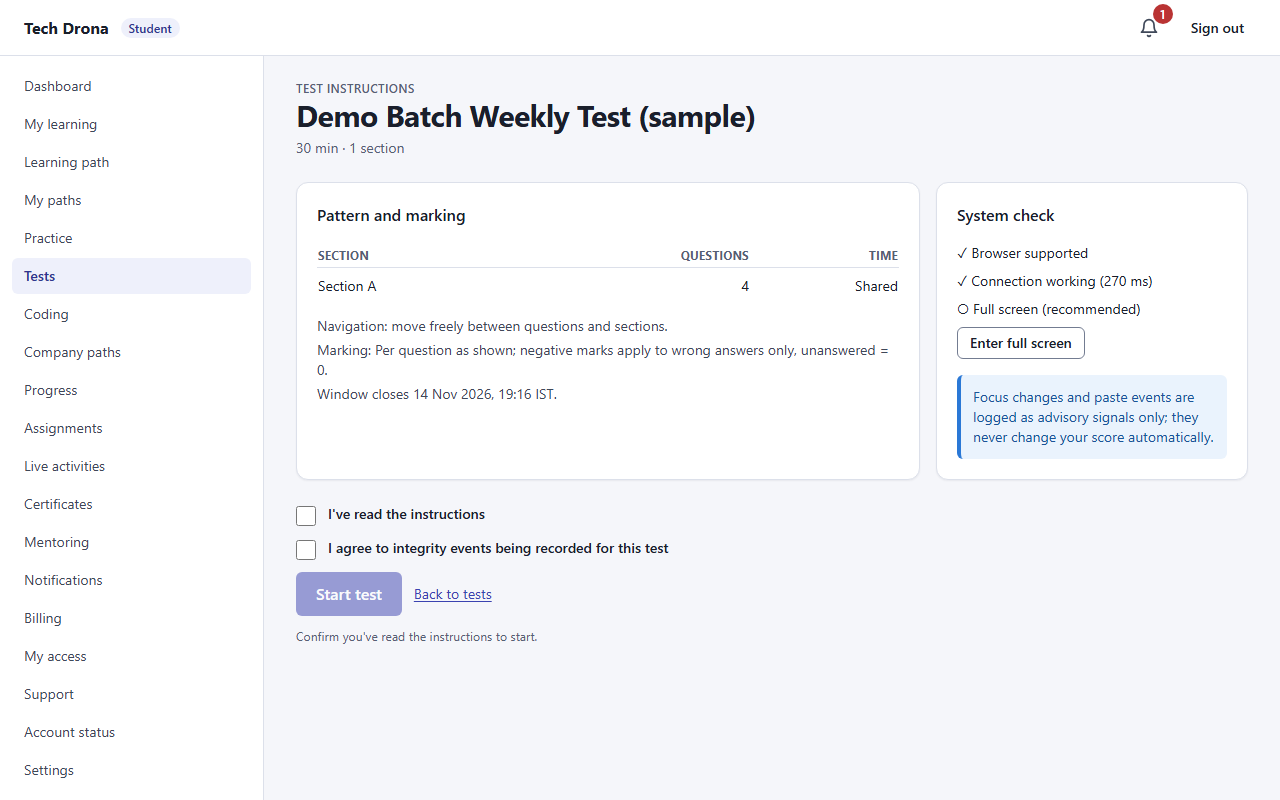 Tech Drona
Student
1
Sign out
Dashboard
My learning
Learning path
My paths
Practice
Tests
Coding
Company paths
Progress
Assignments
Live activities
Certificates
Mentoring
Notifications
Billing
My access
Support
Account status
Settings
TEST INSTRUCTIONS
Demo Batch Weekly Test (sample)
30 min · 1 section
Pattern and marking
SECTION QUESTIONS TIME
Section A 4 Shared
Navigation: move freely between questions and sections.
Marking: Per question as shown; negative marks apply to wrong answers only, unanswered =
0.
Window closes 14 Nov 2026, 19:16 IST.
System check
✓ Browser supported
✓ Connection working (270 ms)
○ Full screen (recommended)
Enter full screen
Focus changes and paste events are
logged as advisory signals only; they
never change your score automatically.
I've read the instructions
I agree to integrity events being recorded for this test
Start test
Back to tests
Confirm you've read the instructions to start.